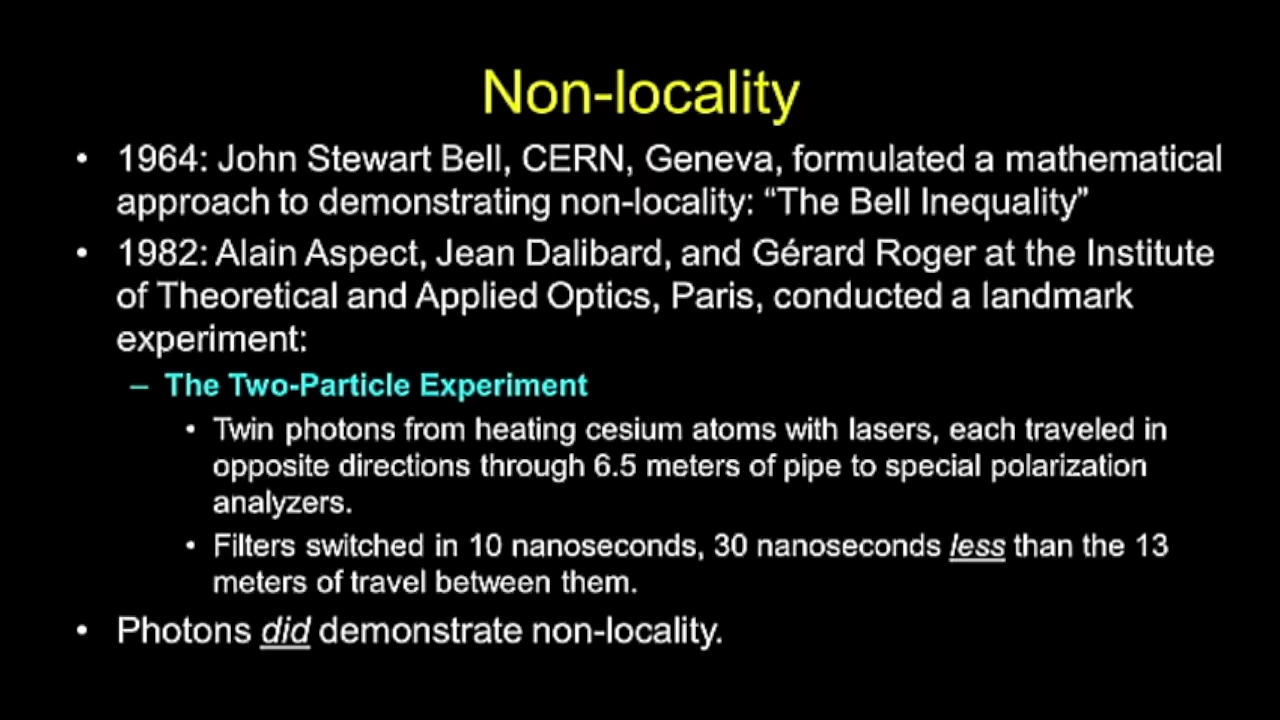 Non-locality
• 1964: John Stewart Bell, CERN, Geneva, formulated a mathematical
approach to demonstrating non-locality: “The Bell Inequality”
• 1982: Alain Aspect, Jean Dalibard, and Gérard Roger at the Institute
of Theoretical and Applied Optics, Paris, conducted a landmark
experiment:
– The Two-Particle Experiment
• Twin photons from heating cesium atoms with lasers, each traveled in
opposite directions through 6.5 meters of pipe to special polarization
analyzers.
• Filters switched in 10 nanoseconds, 30 nanoseconds less than the 13
meters of travel between them.
• Photons did demonstrate non-locality.